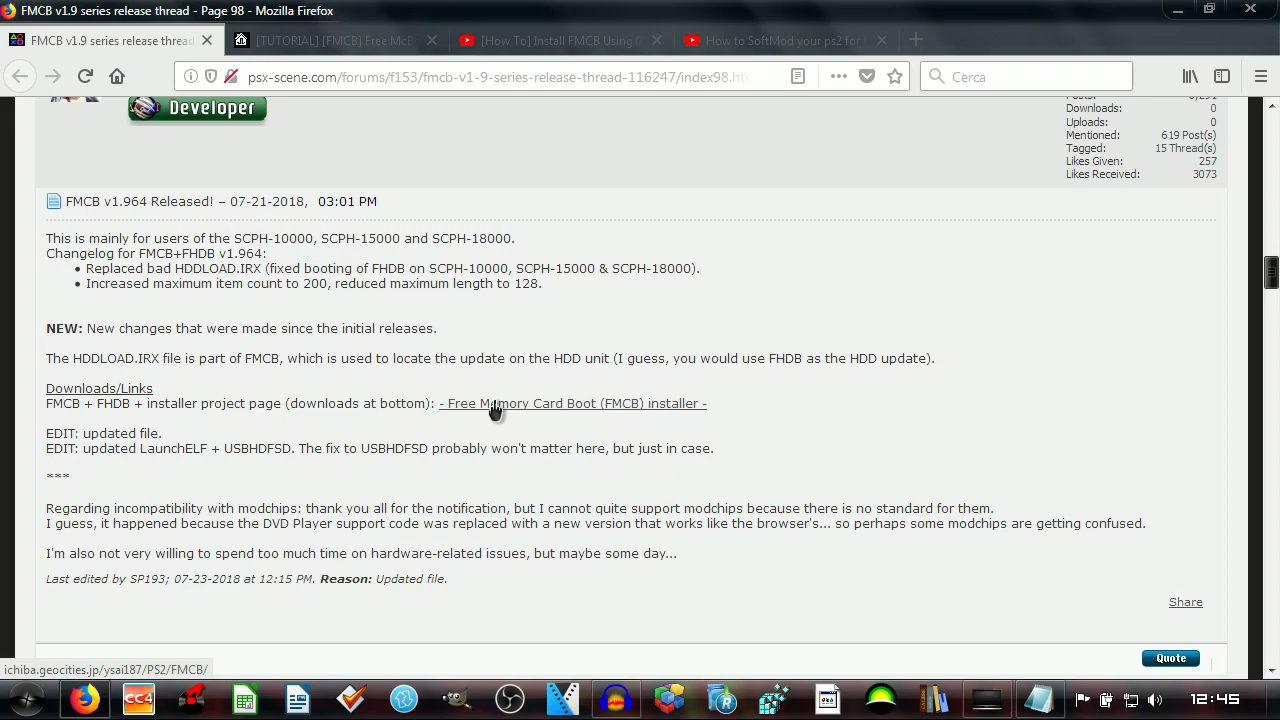 FMCB v1.9 series release thread - Page 98 - Mozilla Firefox
FMCB v1.9 series release thread
[TUTORIAL] [FMCB] Free McB
[How To] Install FMCB Using
How to SoftMod your ps2 for
psx-scene.com/forums/f153/fmcb-v1-9-series-release-thread-116247/index98.htm
Cerca
Developer
Downloads: 0
Uploads: 0
Mentioned: 619 Post(s)
Tagged: 15 Thread(s)
Likes Given: 257
Likes Received: 3073
FMCB v1.964 Released! – 07-21-2018, 03:01 PM
This is mainly for users of the SCPH-10000, SCPH-15000 and SCPH-18000.
Changelog for FMCB+FHDB v1.964:
• Replaced bad HDDLOAD.IRX (fixed booting of FHDB on SCPH-10000, SCPH-15000 & SCPH-18000).
• Increased maximum item count to 200, reduced maximum length to 128.
NEW: New changes that were made since the initial releases.
The HDDLOAD.IRX file is part of FMCB, which is used to locate the update on the HDD unit (I guess, you would use FHDB as the HDD update).
Downloads/Links
FMCB + FHDB + installer project page (downloads at bottom): - Free Memory Card Boot (FMCB) installer -
EDIT: updated file.
EDIT: updated LaunchELF + USBHDFSD. The fix to USBHDFSD probably won't matter here, but just in case.
***
Regarding incompatibility with modchips: thank you all for the notification, but I cannot quite support modchips because there is no standard for them.
I guess, it happened because the DVD Player support code was replaced with a new version that works like the browser's... so perhaps some modchips are getting confused.
I'm also not very willing to spend too much time on hardware-related issues, but maybe some day...
Last edited by SP193; 07-23-2018 at 12:15 PM. Reason: Updated file.
Share
Quote
ichiba.geocities.jp/ysai187/PS2/FMCB/
CC4
12:45